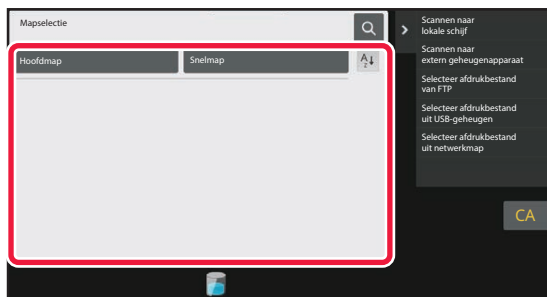 Mapselectie
Hoofdmap
Snelmap
A
Z
Scannen naar
lokale schijf
Scannen naar
extern geheugenapparaat
Selecteer afdrukbestand
van FTP
Selecteer afdrukbestand
uit USB-geheugen
Selecteer afdrukbestand
uit netwerkmap
CA